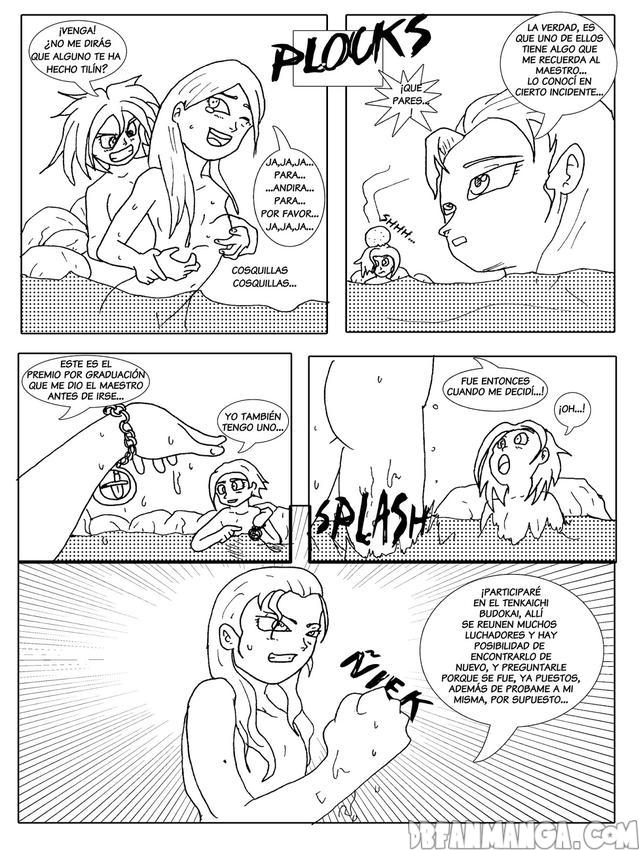 ¡VENGA!
¿NO ME DIRÁS
QUE ALGUNO TE HA
HECHO TILÍN?
JA,JA,JA...
PARA...
...ANDIRA...
PARA...
POR FAVOR...
JA,JA,JA...
COSQUILLAS
COSQUILLAS...
PLOCKS
¡QUE
PARES...
LA VERDAD, ES
QUE UNO DE ELLOS
TIENE ALGO QUE
ME RECUERDA AL
MAESTRO...
LO CONOCÍ EN
CIERTO INCIDENTE...
SHHH...
ESTE ES EL
PREMIO POR GRADUACIÓN
QUE ME DIO EL MAESTRO
ANTES DE IRSE...
YO TAMBIÉN
TENGO UNO...
FUE ENTONCES
CUANDO ME DECIDÍ...!
¡OH...!
SPLASH
¡PARTICIPARÉ
EN EL TENKAICHI
BUDOKAI, ALLÍ
SE REUNEN MUCHOS
LUCHADORES Y HAY
POSIBILIDAD DE
ENCONTRARLO DE
NUEVO, Y PREGUNTARLE
PORQUE SE FUE, YA PUESTOS,
ADEMÁS DE PROBAME A MI
MISMA, POR SUPUESTO...
ÑIEK
DBFANMANGA.COM